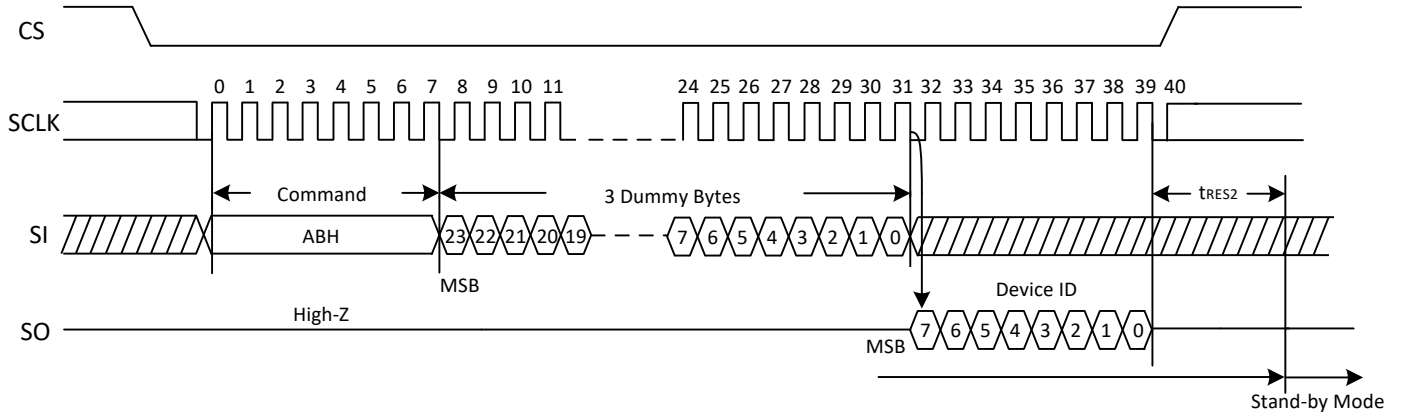 CS
0 1 2 3 4 5 6 7 8 9 10 11 24 25 26 27 28 29 30 31 32 33 34 35 36 37 38 39 40
SCLK
Command 3 Dummy Bytes tRES2
SI ABH 23 22 21 20 19 7 6 5 4 3 2 1 0
MSB Device ID
High-Z
SO 7 6 5 4 3 2 1 0
MSB
Stand-by Mode